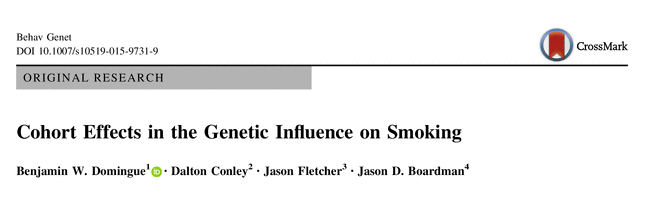 Behav Genet
DOI 10.1007/s10519-015-9731-9
CrossMark
ORIGINAL RESEARCH
Cohort Effects in the Genetic Influence on Smoking
Benjamin W. Domingue1 iD · Dalton Conley2 · Jason Fletcher3 · Jason D. Boardman4